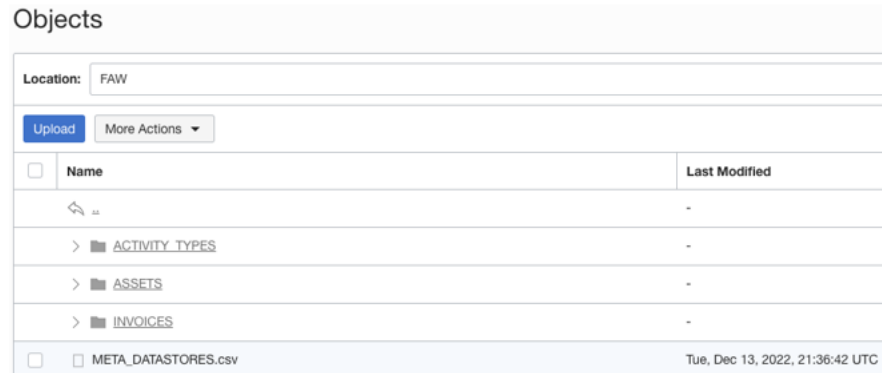 Objects
Location: FAW
Upload More Actions
Name Last Modified
.. -
ACTIVITY_TYPES -
ASSETS -
INVOICES -
META_DATASTORES.csv Tue, Dec 13, 2022, 21:36:42 UTC